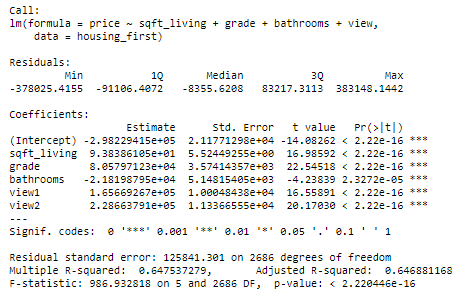 Call:
lm(formula = price ~ sqft_living + grade + bathrooms + view,
    data = housing_first)
Residuals:
         Min           1Q       Median           3Q          Max
-378025.4155  -91106.4072   -8355.6208   83217.3113  383148.1442
Coefficients:
                   Estimate      Std. Error   t value   Pr(>|t|)
(Intercept) -2.98229415e+05  2.11771298e+04 -14.08262 < 2.22e-16 ***
sqft_living  9.38386105e+01  5.52449255e+00  16.98592 < 2.22e-16 ***
grade        8.05797123e+04  3.57414357e+03  22.54518 < 2.22e-16 ***
bathrooms   -2.18198795e+04  5.14815405e+03  -4.23839 2.3272e-05 ***
view1        1.65669267e+05  1.00048438e+04  16.55891 < 2.22e-16 ***
view2        2.28663791e+05  1.13366555e+04  20.17030 < 2.22e-16 ***
---
Signif. codes:  0 '***' 0.001 '**' 0.01 '*' 0.05 '.' 0.1 ' ' 1
Residual standard error: 125841.301 on 2686 degrees of freedom
Multiple R-squared:  0.647537279,	Adjusted R-squared:  0.646881168
F-statistic: 986.932818 on 5 and 2686 DF,  p-value: < 2.220446e-16